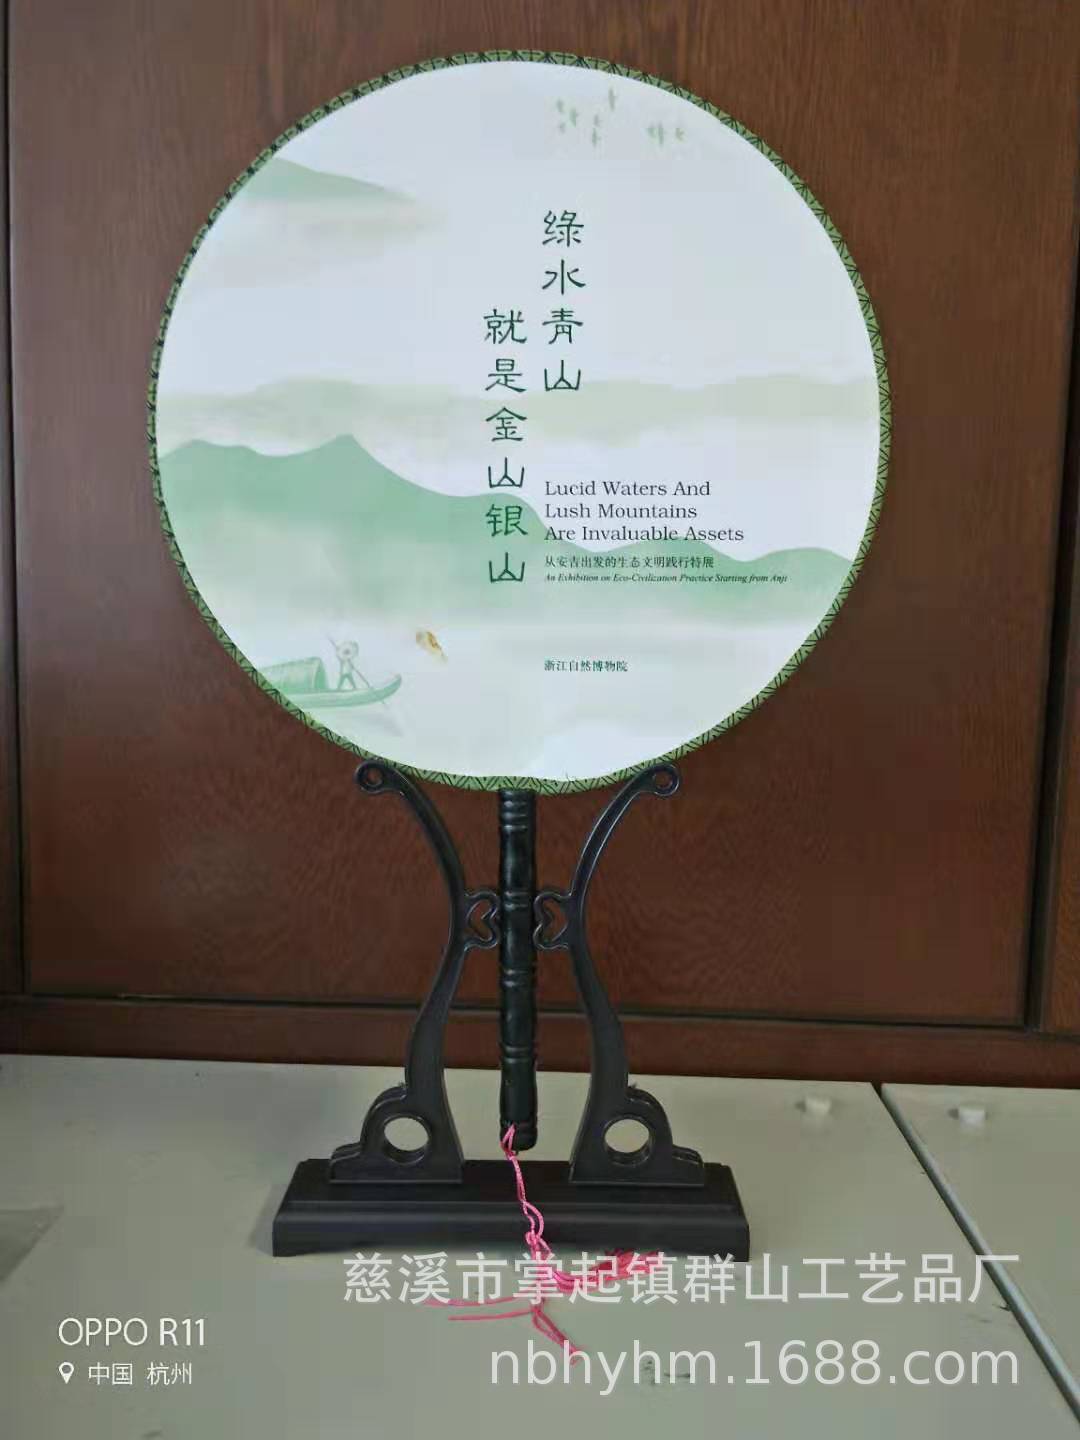 綠水青山
就是金山银山
Lucid Waters And
Lush Mountains
Are Invaluable Assets
从安吉出发的生态文明践行特展
An Exhibition on Eco-Civilization Practice Starting from Anji
浙江自然博物院
慈溪市掌起镇群山工艺品厂
nbhyhm.1688.com
OPPO R11
中国 杭州